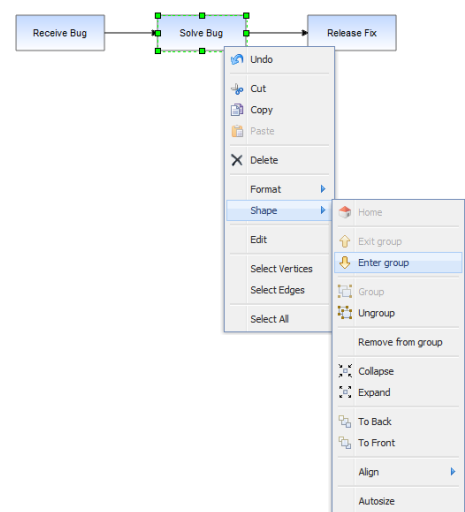 Receive Bug
Solve Bug
Release Fix
Undo
Cut
Copy
Paste
Delete
Format
Shape
Edit
Select Vertices
Select Edges
Select All
Home
Exit group
Enter group
Group
Ungroup
Remove from group
Collapse
Expand
To Back
To Front
Align
Autosize